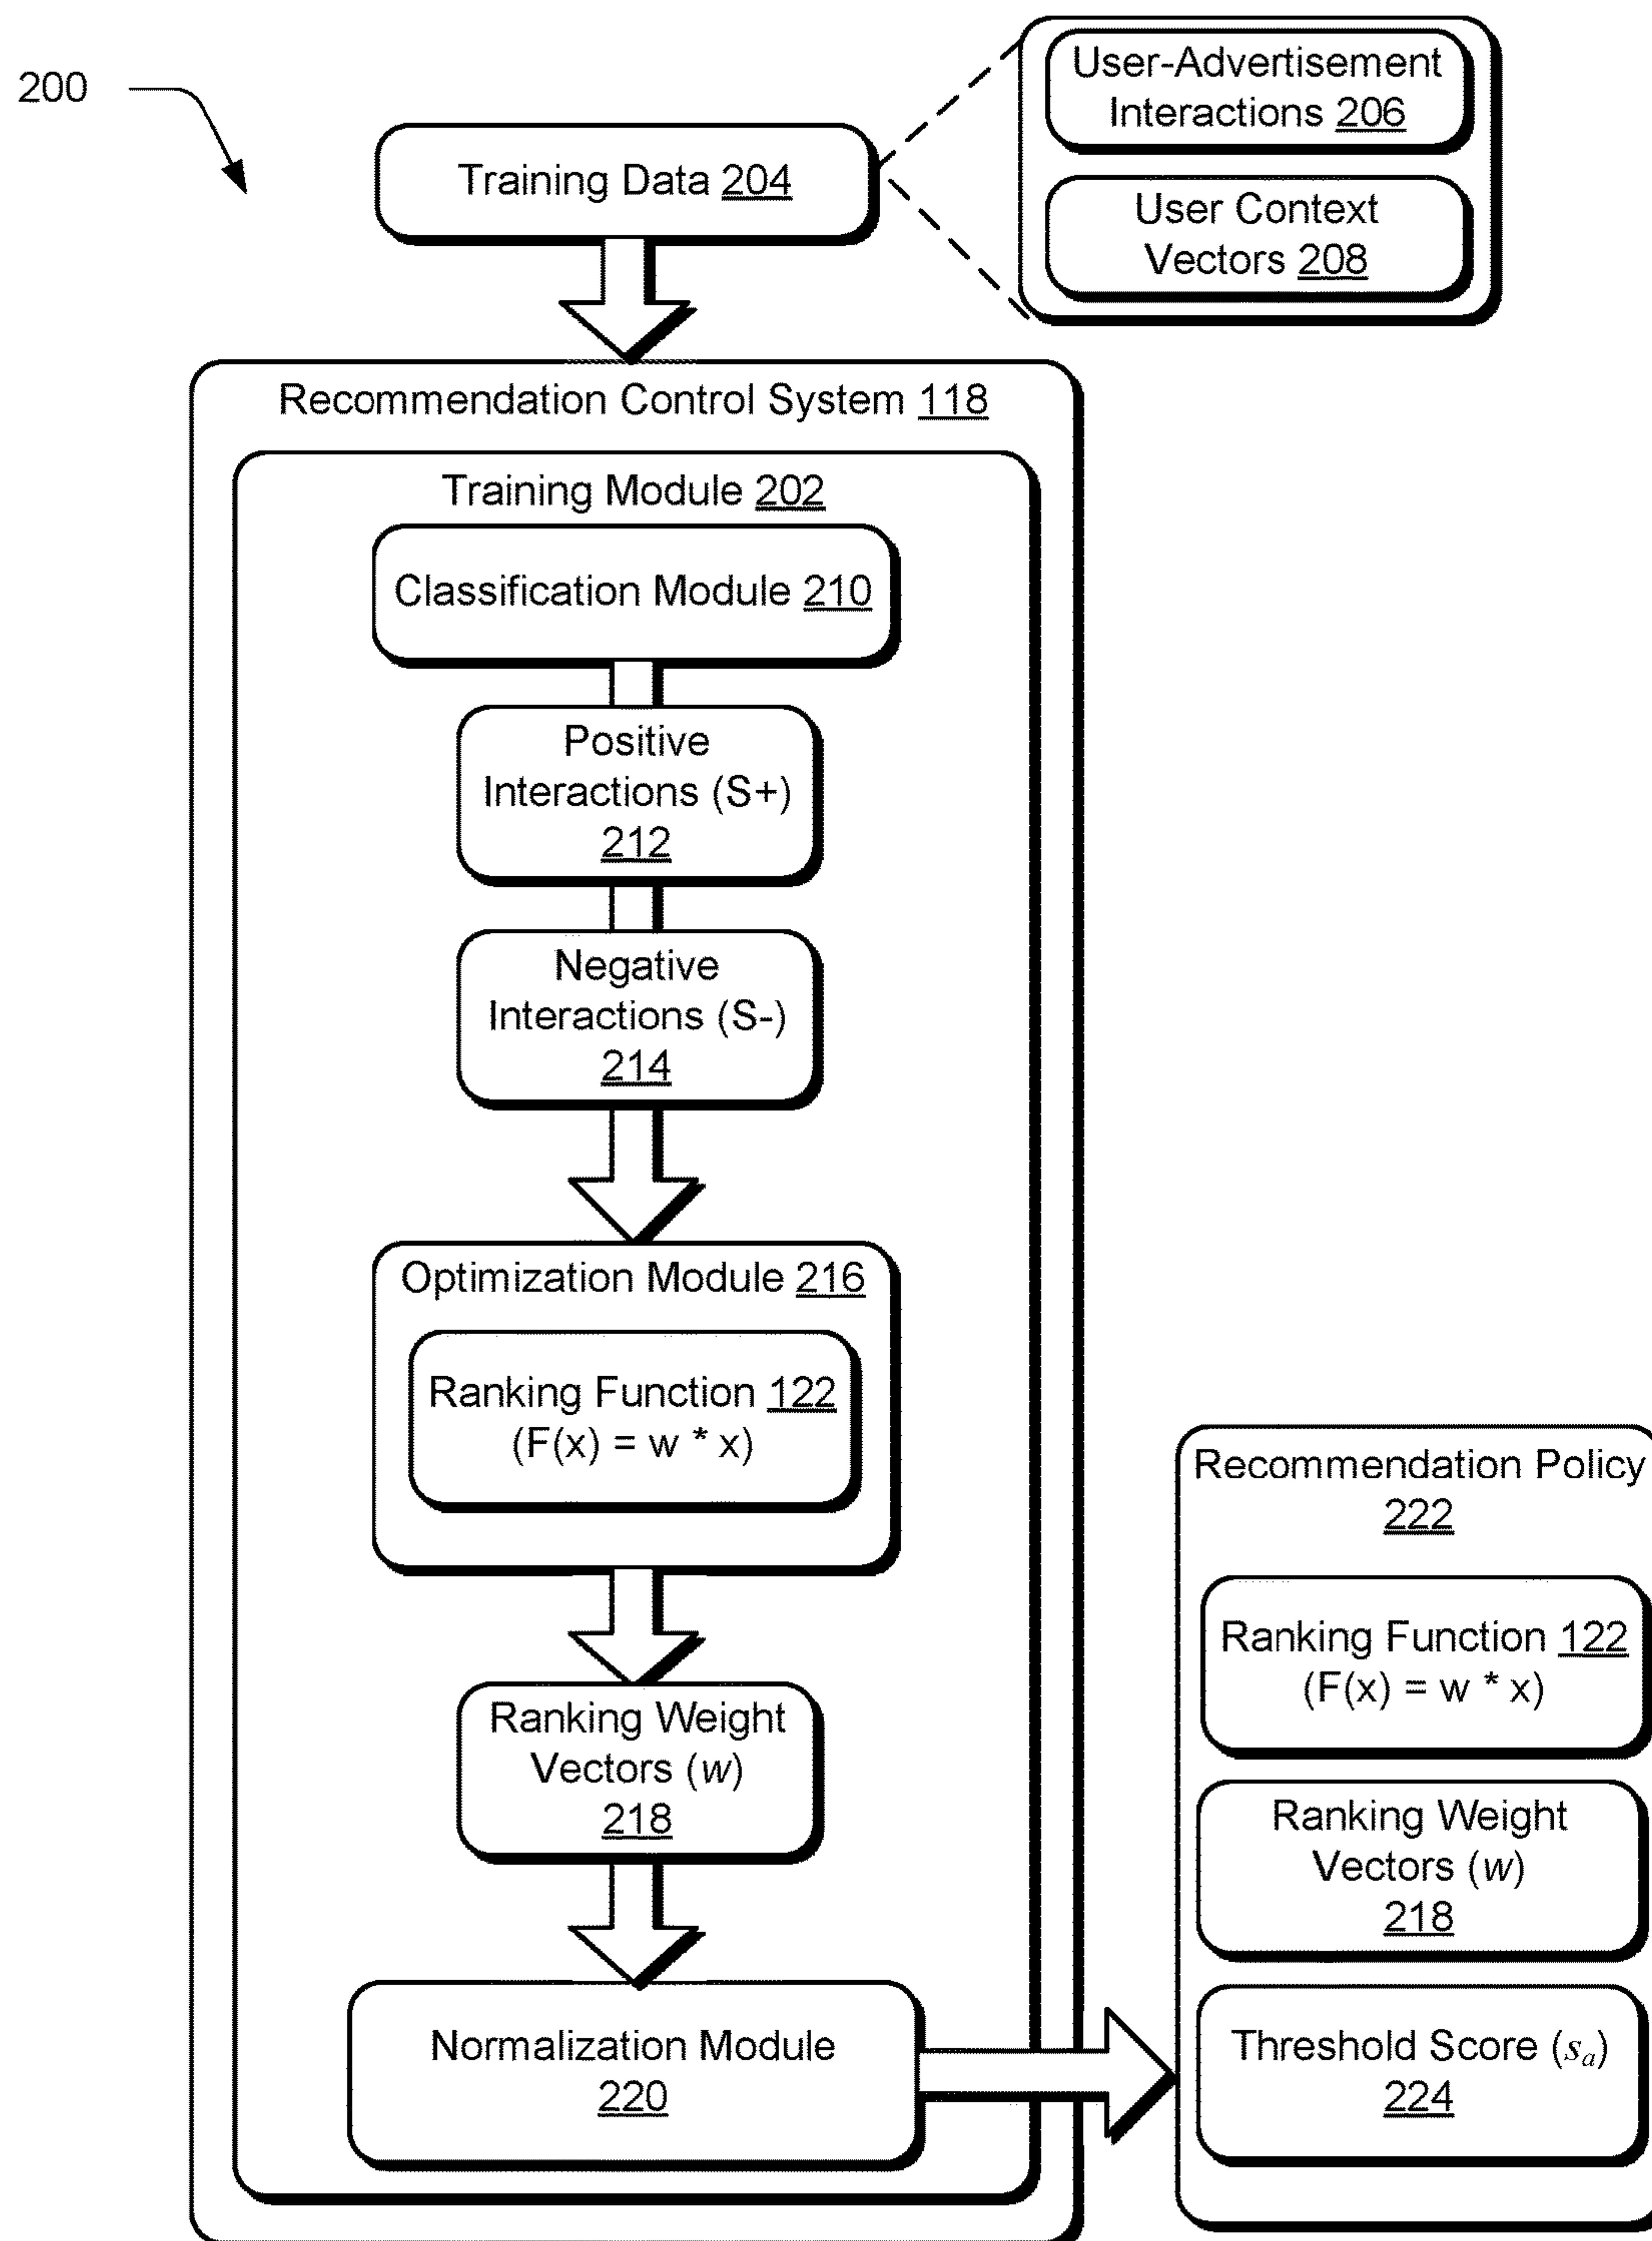 200
Training Data 204
User-Advertisement
Interactions 206
User Context
Vectors 208
Recommendation Control System 118
Training Module 202
Classification Module 210
Positive
Interactions (S+)
212
Negative
Interactions (S-)
214
Optimization Module 216
Ranking Function 122
(F(x) = w * x)
Ranking Weight
Vectors (w)
218
Normalization Module
220
Recommendation Policy
222
Ranking Function 122
(F(x) = w * x)
Ranking Weight
Vectors (w)
218
Threshold Score (sₐ)
224